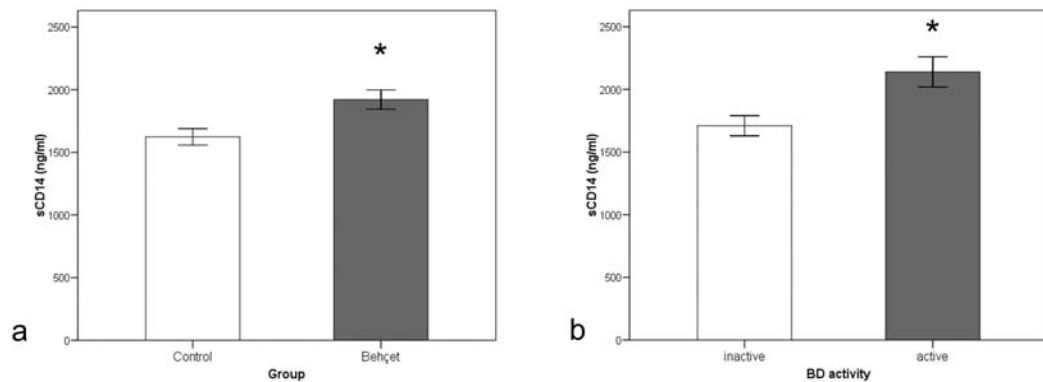 a
sCD14 (ng/ml)
2500
2000
1500
1000
500
0
*
Control
Behçet
Group
b
sCD14 (ng/ml)
2500
2000
1500
1000
500
0
*
inactive
active
BD activity